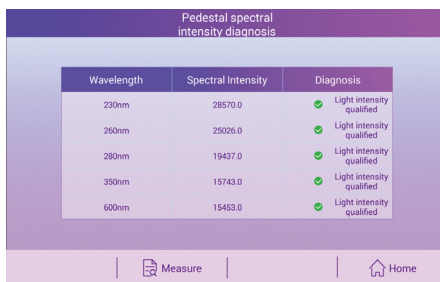 Pedestal spectral
intensity diagnosis
Wavelength Spectral Intensity Diagnosis
230nm 28570.0 Light intensity
qualified
260nm 25026.0 Light intensity
qualified
280nm 19437.0 Light intensity
qualified
350nm 15743.0 Light intensity
qualified
600nm 15453.0 Light intensity
qualified
Measure Home